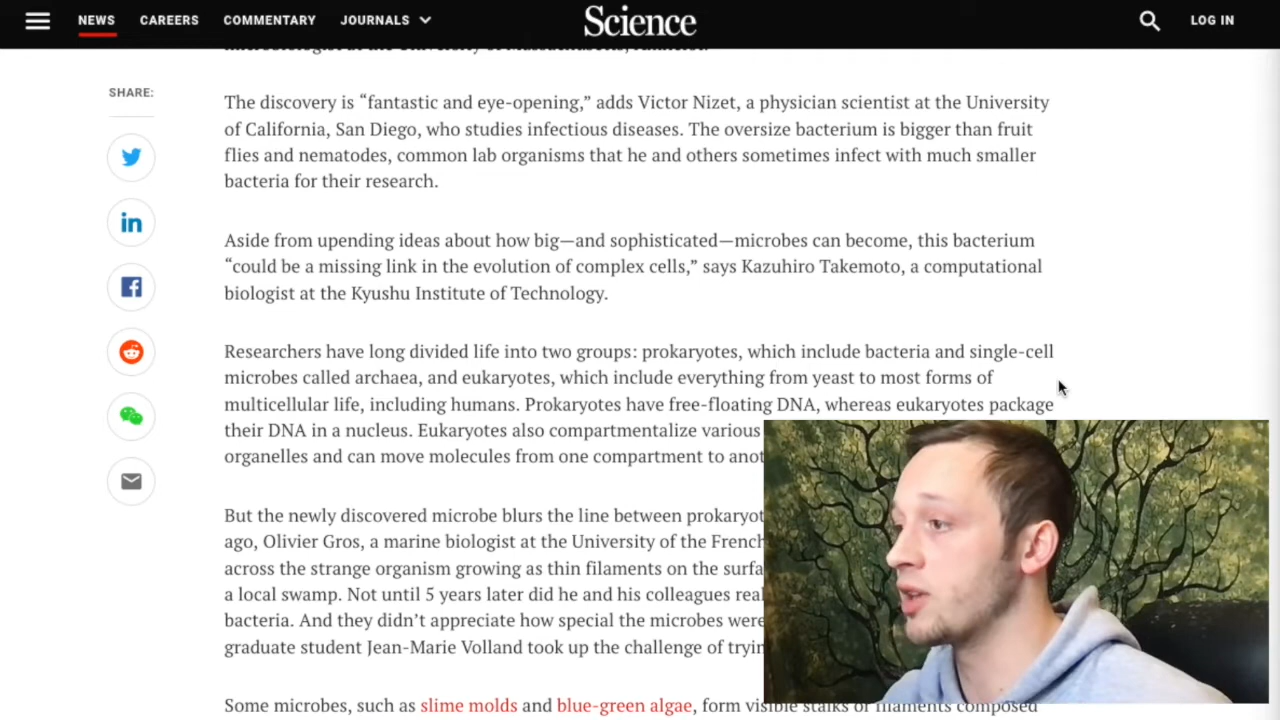 NEWS CAREERS COMMENTARY JOURNALS Science LOG IN
SHARE:
The discovery is “fantastic and eye-opening,” adds Victor Nizet, a physician scientist at the University
of California, San Diego, who studies infectious diseases. The oversize bacterium is bigger than fruit
flies and nematodes, common lab organisms that he and others sometimes infect with much smaller
bacteria for their research.
Aside from upending ideas about how big—and sophisticated—microbes can become, this bacterium
“could be a missing link in the evolution of complex cells,” says Kazuhiro Takemoto, a computational
biologist at the Kyushu Institute of Technology.
Researchers have long divided life into two groups: prokaryotes, which include bacteria and single-cell
microbes called archaea, and eukaryotes, which include everything from yeast to most forms of
multicellular life, including humans. Prokaryotes have free-floating DNA, whereas eukaryotes package
their DNA in a nucleus. Eukaryotes also compartmentalize various
organelles and can move molecules from one compartment to anot
But the newly discovered microbe blurs the line between prokaryot
ago, Olivier Gros, a marine biologist at the University of the French
across the strange organism growing as thin filaments on the surfa
a local swamp. Not until 5 years later did he and his colleagues real
bacteria. And they didn’t appreciate how special the microbes were
graduate student Jean-Marie Volland took up the challenge of tryin
Some microbes, such as slime molds and blue-green algae, form visible stalks or filaments composed